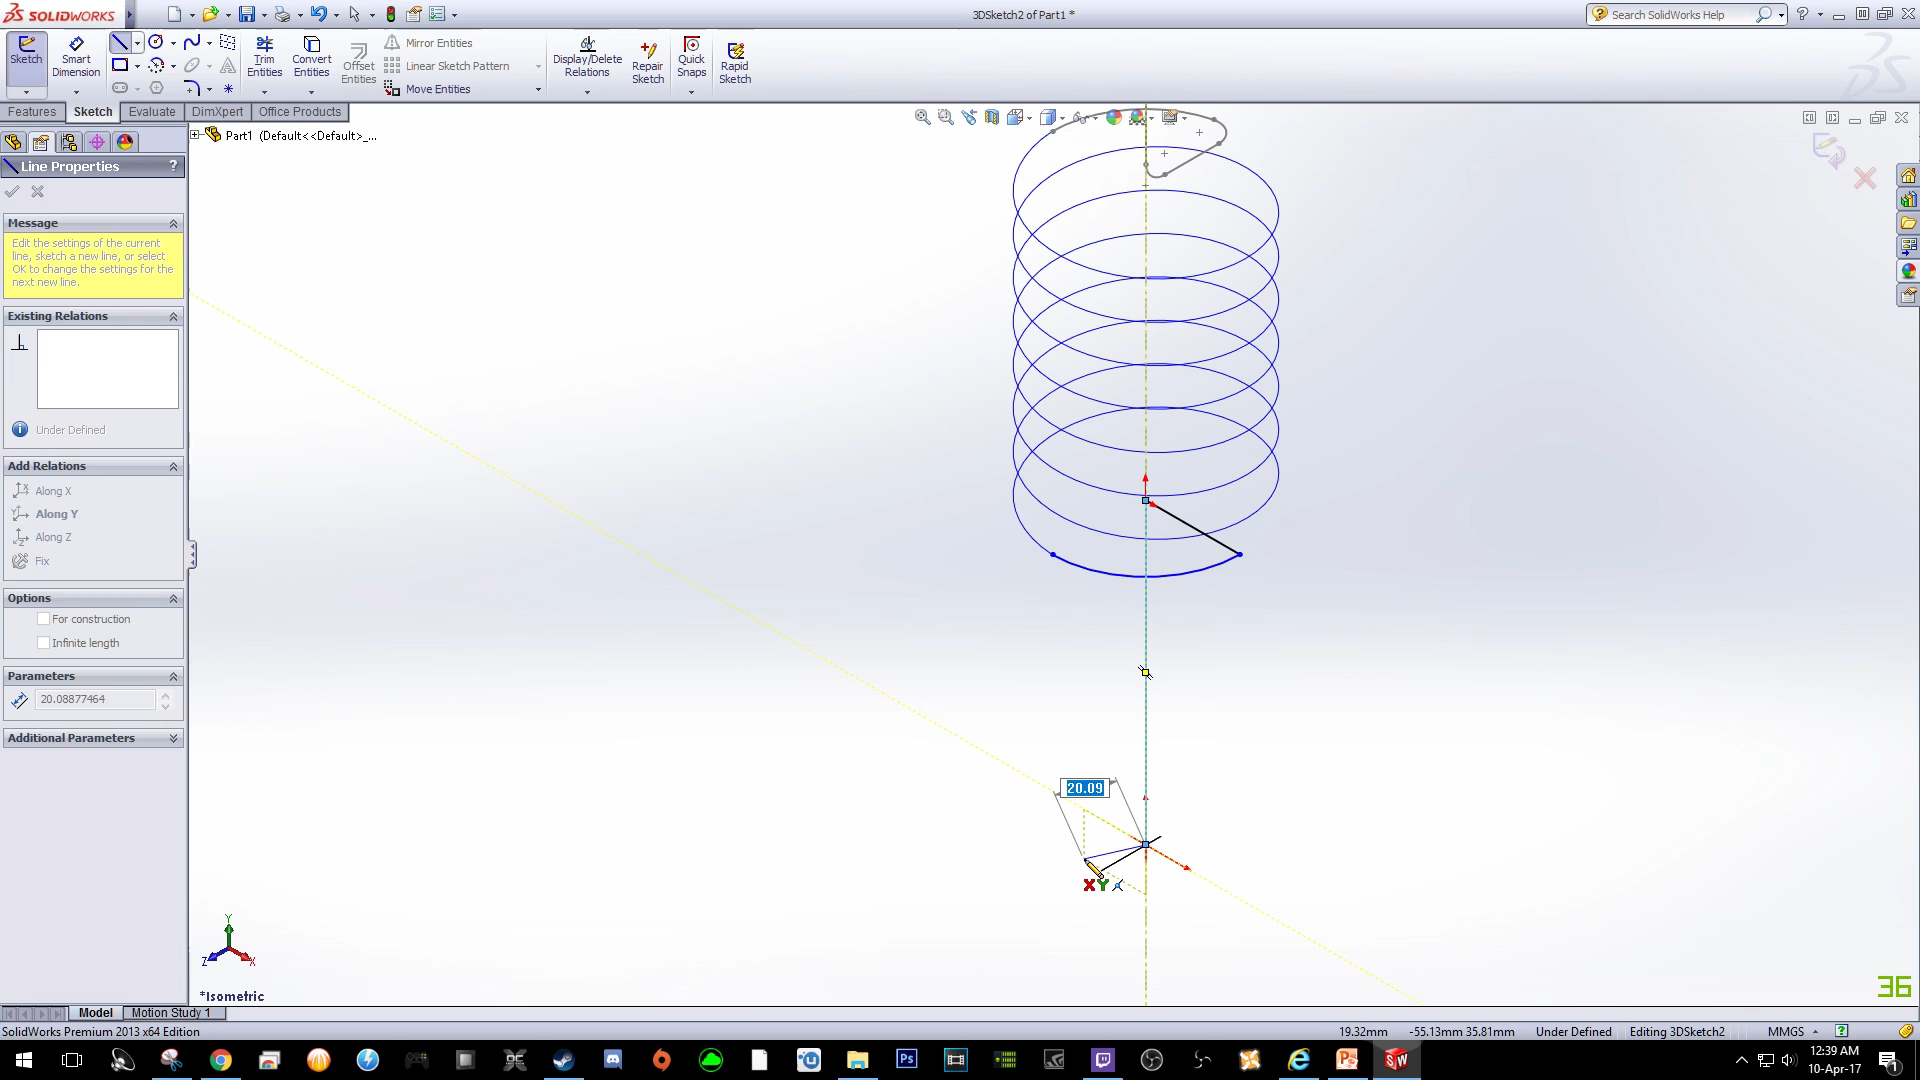 SOLIDWORKS
3DSketch2 of Part1 *
Search SolidWorks Help
Sketch
Smart Dimension
Trim Entities
Convert Entities
Offset Entities
Mirror Entities
Linear Sketch Pattern
Move Entities
Display/Delete Relations
Repair Sketch
Quick Snaps
Rapid Sketch
Features
Sketch
Evaluate
DimXpert
Office Products
Part1 (Default<<Default>_...
Line Properties
?
Message
Edit the settings of the current
line, sketch a new line, or select
OK to change the settings for the
next new line.
Existing Relations
Under Defined
Add Relations
Along X
Along Y
Along Z
Fix
Options
For construction
Infinite length
Parameters
20.08877464
Additional Parameters
20.09
XY
Y
Z
X
*Isometric
36
Model
Motion Study 1
SolidWorks Premium 2013 x64 Edition
19.32mm
-55.13mm 35.81mm
Under Defined
Editing 3DSketch2
MMGS
?
Ps
SW
12:39 AM
10-Apr-17
1